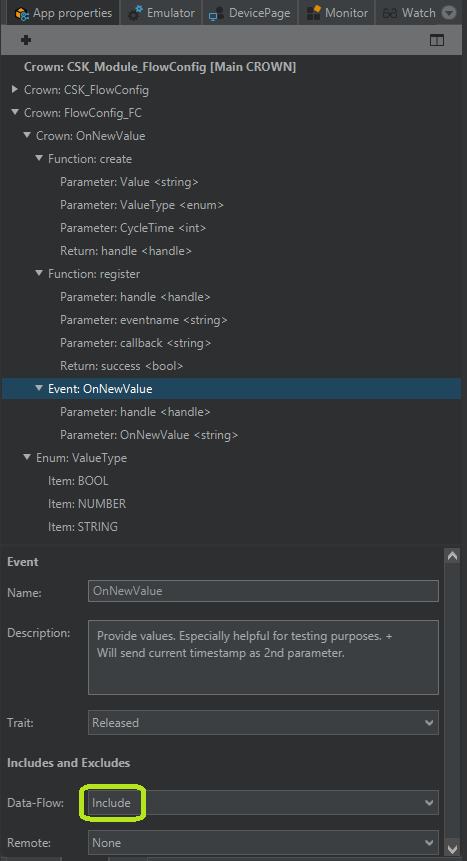 App properties Emulator DevicePage Monitor Watch
Crown: CSK_Module_FlowConfig [Main CROWN]
Crown: CSK_FlowConfig
Crown: FlowConfig_FC
Crown: OnNewValue
Function: create
Parameter: Value <string>
Parameter: ValueType <enum>
Parameter: CycleTime <int>
Return: handle <handle>
Function: register
Parameter: handle <handle>
Parameter: eventname <string>
Parameter: callback <string>
Return: success <bool>
Event: OnNewValue
Parameter: handle <handle>
Parameter: OnNewValue <string>
Enum: ValueType
Item: BOOL
Item: NUMBER
Item: STRING
Event
Name: OnNewValue
Description: Provide values. Especially helpful for testing purposes. +
Will send current timestamp as 2nd parameter.
Trait: Released
Includes and Excludes
Data-Flow: Include
Remote: None